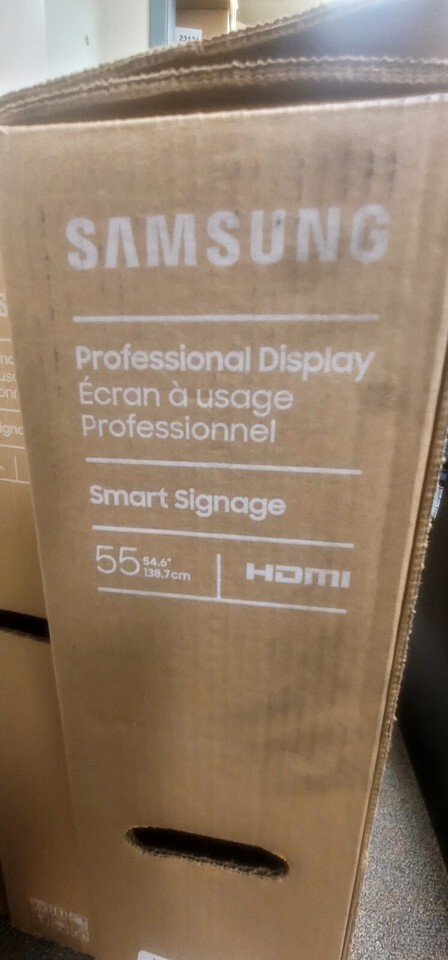 SAMSUNG
Professional Display
Écran à usage
Professionnel
Smart Signage
55 54.6"
138.7cm
HDMI